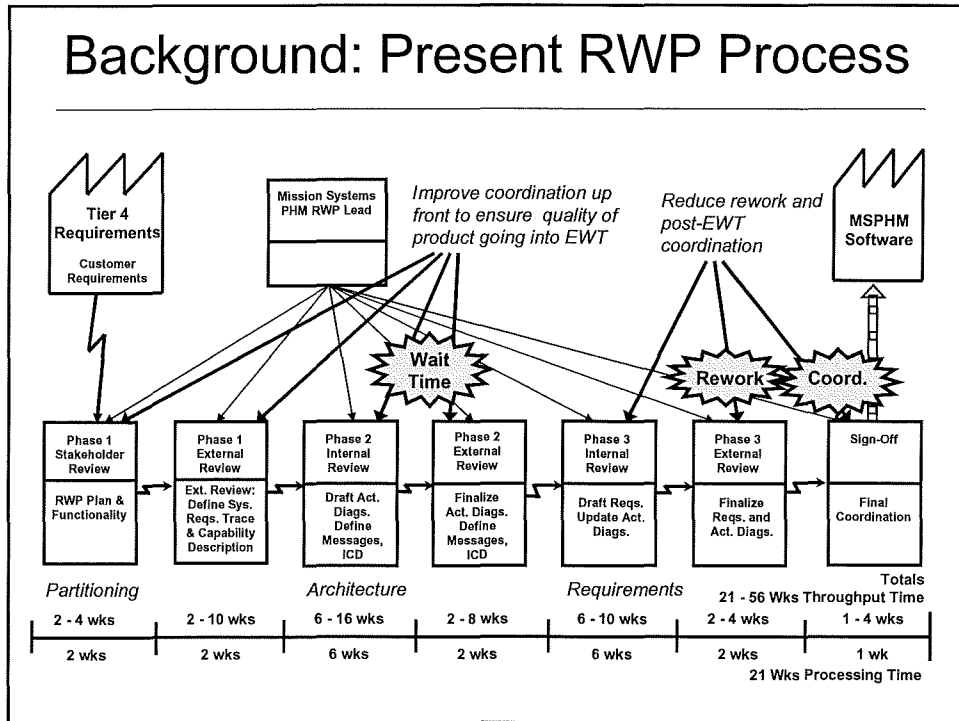 Background: Present RWP Process
Tier 4
Requirements
Customer
Requirements
Mission Systems
PHM RWP Lead
Improve coordination up
front to ensure quality of
product going into EWT
Reduce rework and
post-EWT
coordination
MSPHM
Software
Wait
Time
Rework
Coord.
Phase 1
Stakeholder
Review
RWP Plan &
Functionality
Phase 1
External
Review
Ext. Review:
Define Sys.
Reqs. Trace
& Capability
Description
Phase 2
Internal
Review
Draft Act.
Diags.
Define
Messages,
ICD
Phase 2
External
Review
Finalize
Act. Diags.
Define
Messages,
ICD
Phase 3
Internal
Review
Draft Reqs.
Update Act.
Diags.
Phase 3
External
Review
Finalize
Reqs. and
Act. Diags.
Sign-Off
Final
Coordination
Partitioning
Architecture
Requirements
Totals
21 - 56 Wks Throughput Time
2 - 4 wks
2 - 10 wks
6 - 16 wks
2 - 8 wks
6 - 10 wks
2 - 4 wks
1 - 4 wks
2 wks
2 wks
6 wks
2 wks
6 wks
2 wks
1 wk
21 Wks Processing Time